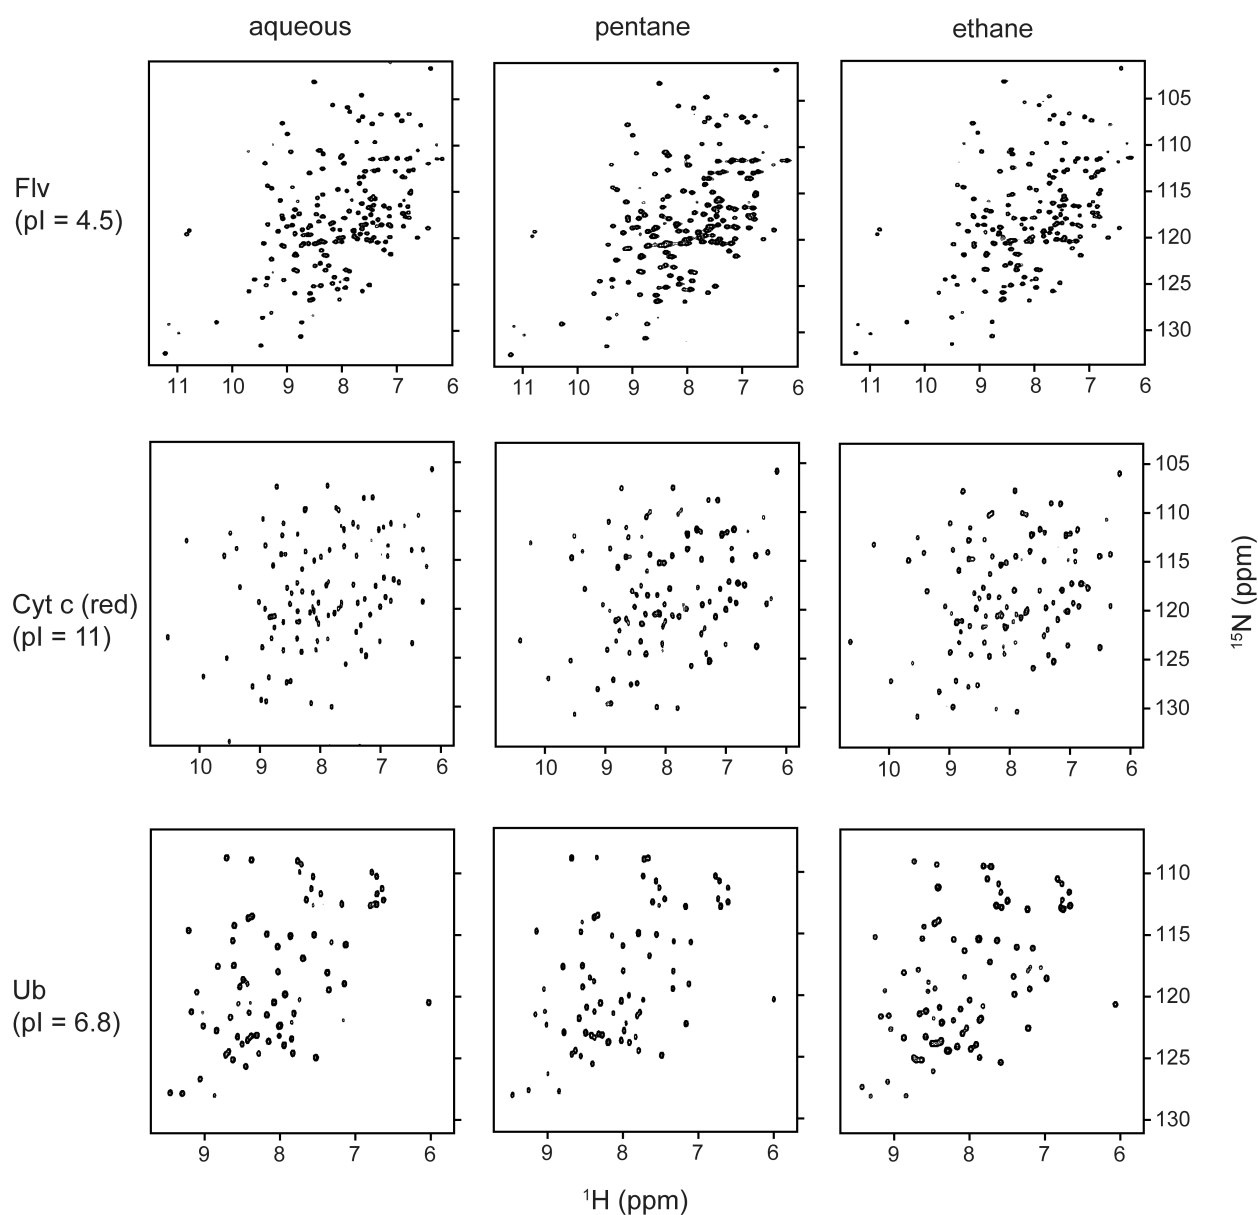 aqueous pentane ethane
Flv
(pI = 4.5)
105
110
115
120
125
130
11 10 9 8 7 6 11 10 9 8 7 6 11 10 9 8 7 6
Cyt c (red)
(pI = 11)
105
110
115
120
125
130
10 9 8 7 6 10 9 8 7 6 10 9 8 7 6
15N (ppm)
Ub
(pI = 6.8)
110
115
120
125
130
9 8 7 6 9 8 7 6 9 8 7 6
1H (ppm)